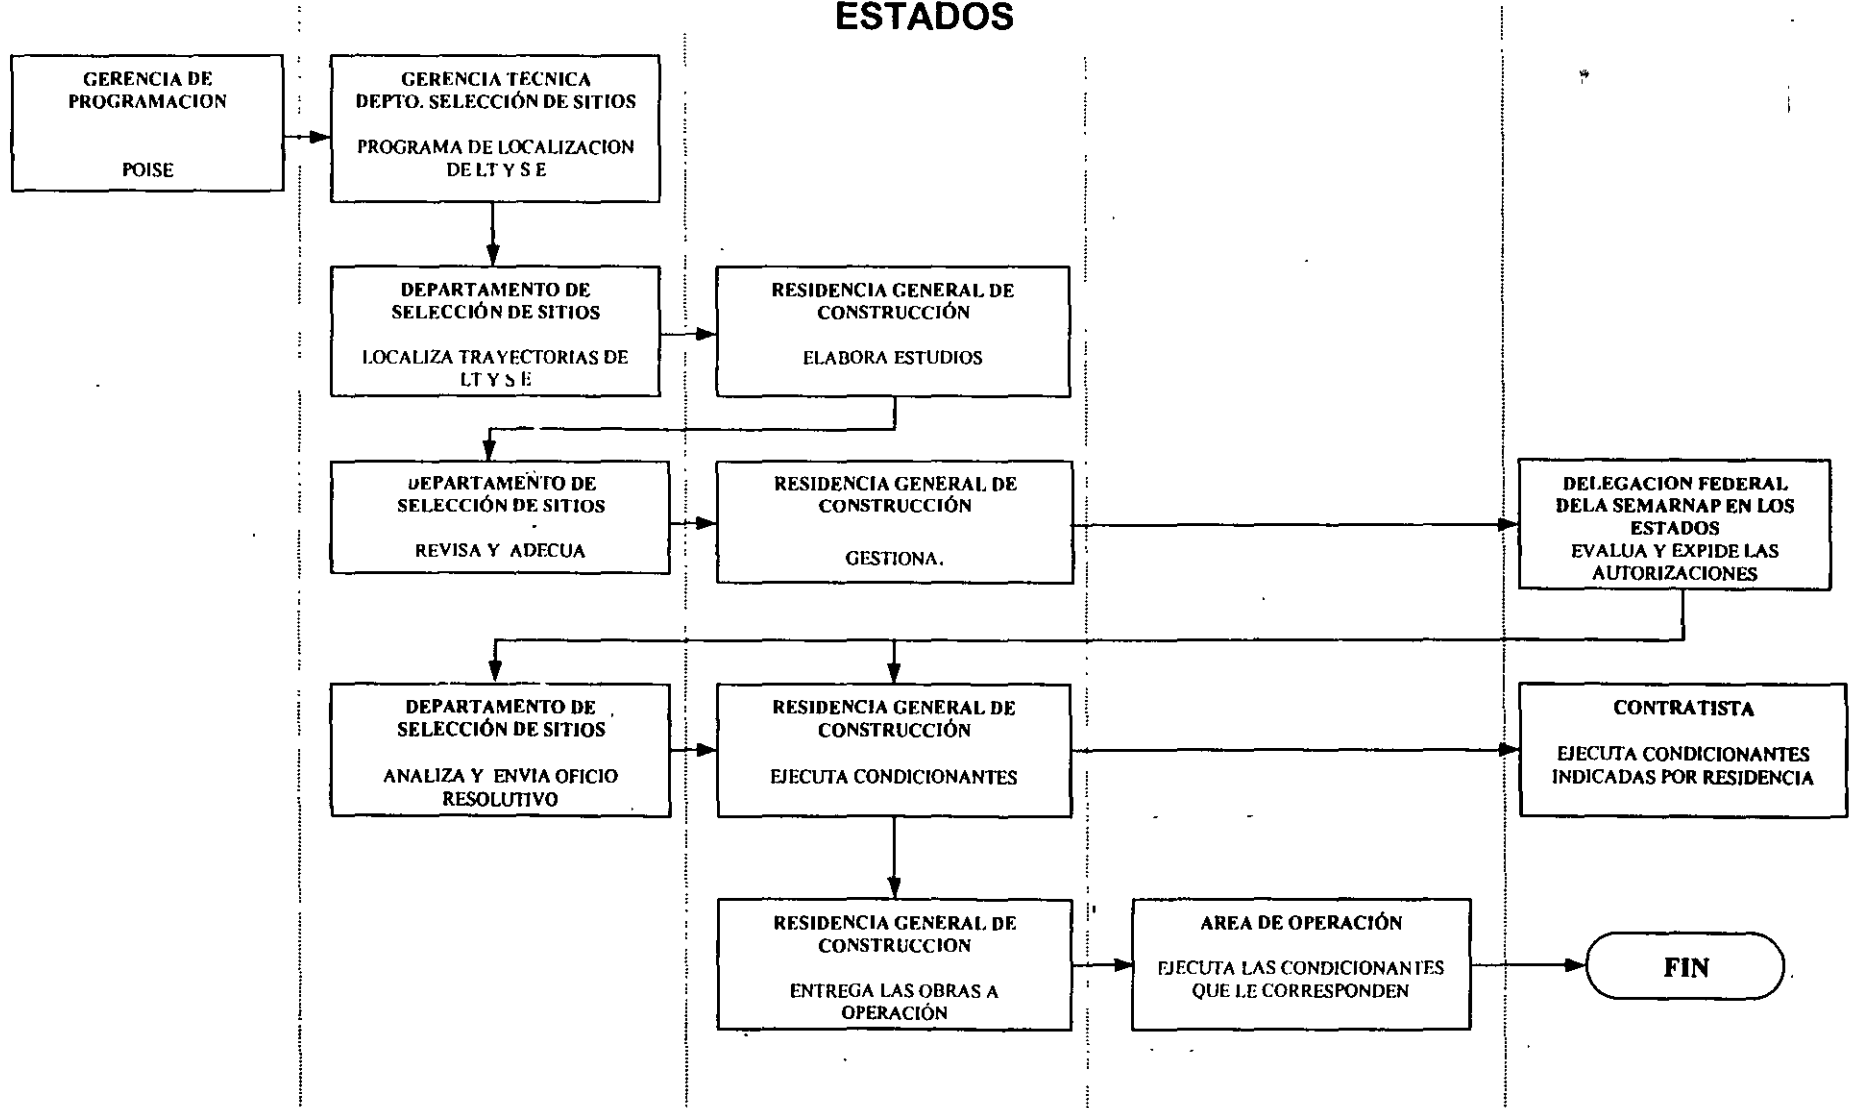 ESTADOS
GERENCIA DE
PROGRAMACION
POISE
GERENCIA TECNICA
DEPTO. SELECCIÓN DE SITIOS
PROGRAMA DE LOCALIZACION
DE LT Y S E
DEPARTAMENTO DE
SELECCIÓN DE SITIOS
LOCALIZA TRAYECTORIAS DE
LT Y S E
RESIDENCIA GENERAL DE
CONSTRUCCIÓN
ELABORA ESTUDIOS
DEPARTAMENTO DE
SELECCIÓN DE SITIOS
REVISA Y ADECUA
RESIDENCIA GENERAL DE
CONSTRUCCIÓN
GESTIONA.
DELEGACION FEDERAL
DELA SEMARNAP EN LOS
ESTADOS
EVALUA Y EXPIDE LAS
AUTORIZACIONES
DEPARTAMENTO DE
SELECCIÓN DE SITIOS
ANALIZA Y ENVIA OFICIO
RESOLUTIVO
RESIDENCIA GENERAL DE
CONSTRUCCIÓN
EJECUTA CONDICIONANTES
CONTRATISTA
EJECUTA CONDICIONANTES
INDICADAS POR RESIDENCIA
RESIDENCIA GENERAL DE
CONSTRUCCION
ENTREGA LAS OBRAS A
OPERACIÓN
AREA DE OPERACIÓN
EJECUTA LAS CONDICIONANTES
QUE LE CORRESPONDEN
FIN